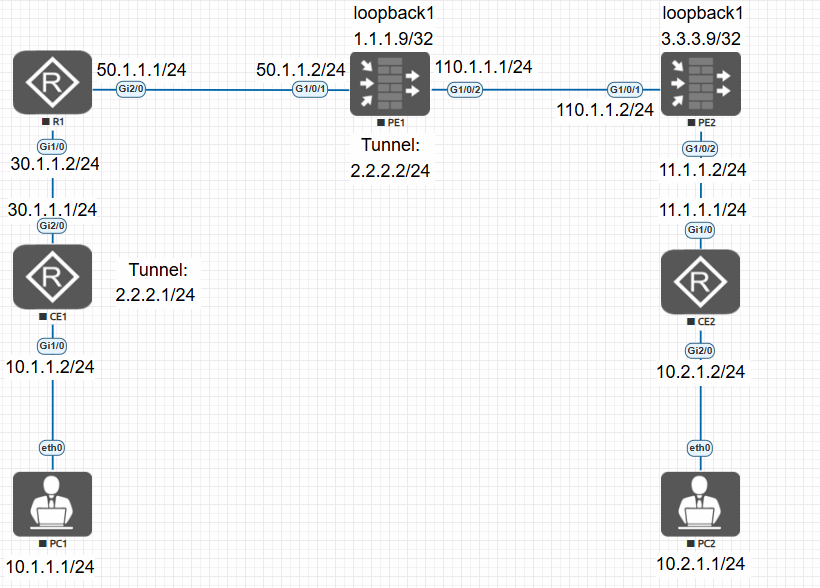 loopback1
1.1.1.9/32
loopback1
3.3.3.9/32
50.1.1.1/24
50.1.1.2/24
110.1.1.1/24
Gi2/0
G1/0/1
G1/0/2
G1/0/1
110.1.1.2/24
R1
PE1
PE2
Gi1/0
30.1.1.2/24
Tunnel:
2.2.2.2/24
G1/0/2
11.1.1.2/24
30.1.1.1/24
Gi2/0
11.1.1.1/24
Gi1/0
Tunnel:
2.2.2.1/24
CE1
CE2
Gi1/0
10.1.1.2/24
Gi2/0
10.2.1.2/24
eth0
eth0
PC1
10.1.1.1/24
PC2
10.2.1.1/24
R
R
R